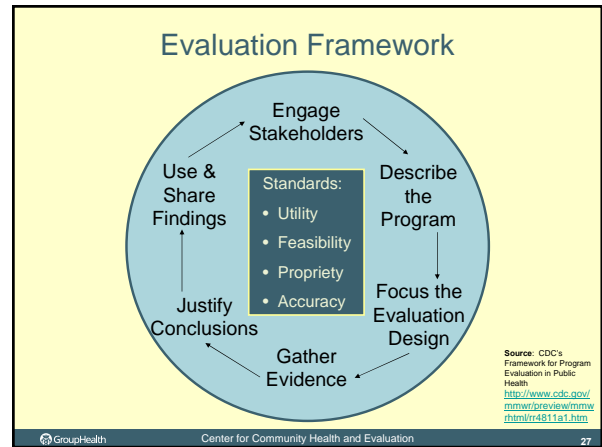 Evaluation Framework
Engage
Stakeholders
Describe
the
Program
Focus the
Evaluation
Design
Gather
Evidence
Justify
Conclusions
Use &
Share
Findings
Standards:
• Utility
• Feasibility
• Propriety
• Accuracy
Source: CDC's
Framework for Program
Evaluation in Public
Health
http://www.cdc.gov/
mmwr/preview/mmw
rhtml/rr4811a1.htm
GroupHealth
Center for Community Health and Evaluation
27